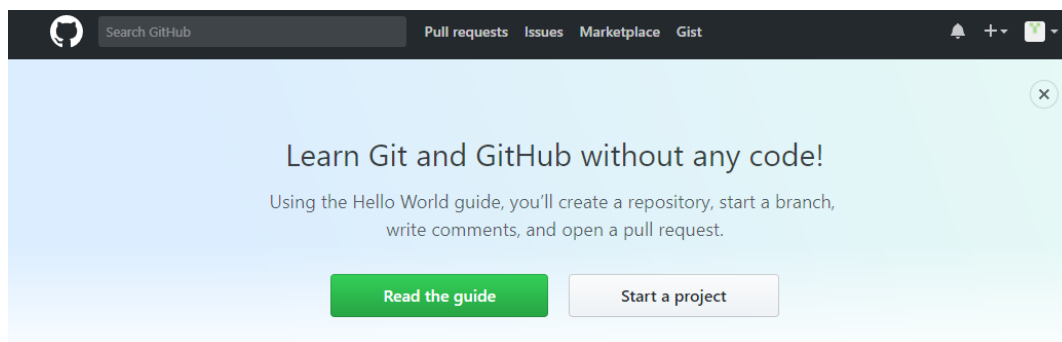 Search GitHub Pull requests Issues Marketplace Gist
Learn Git and GitHub without any code!
Using the Hello World guide, you’ll create a repository, start a branch,
write comments, and open a pull request.
Read the guide Start a project